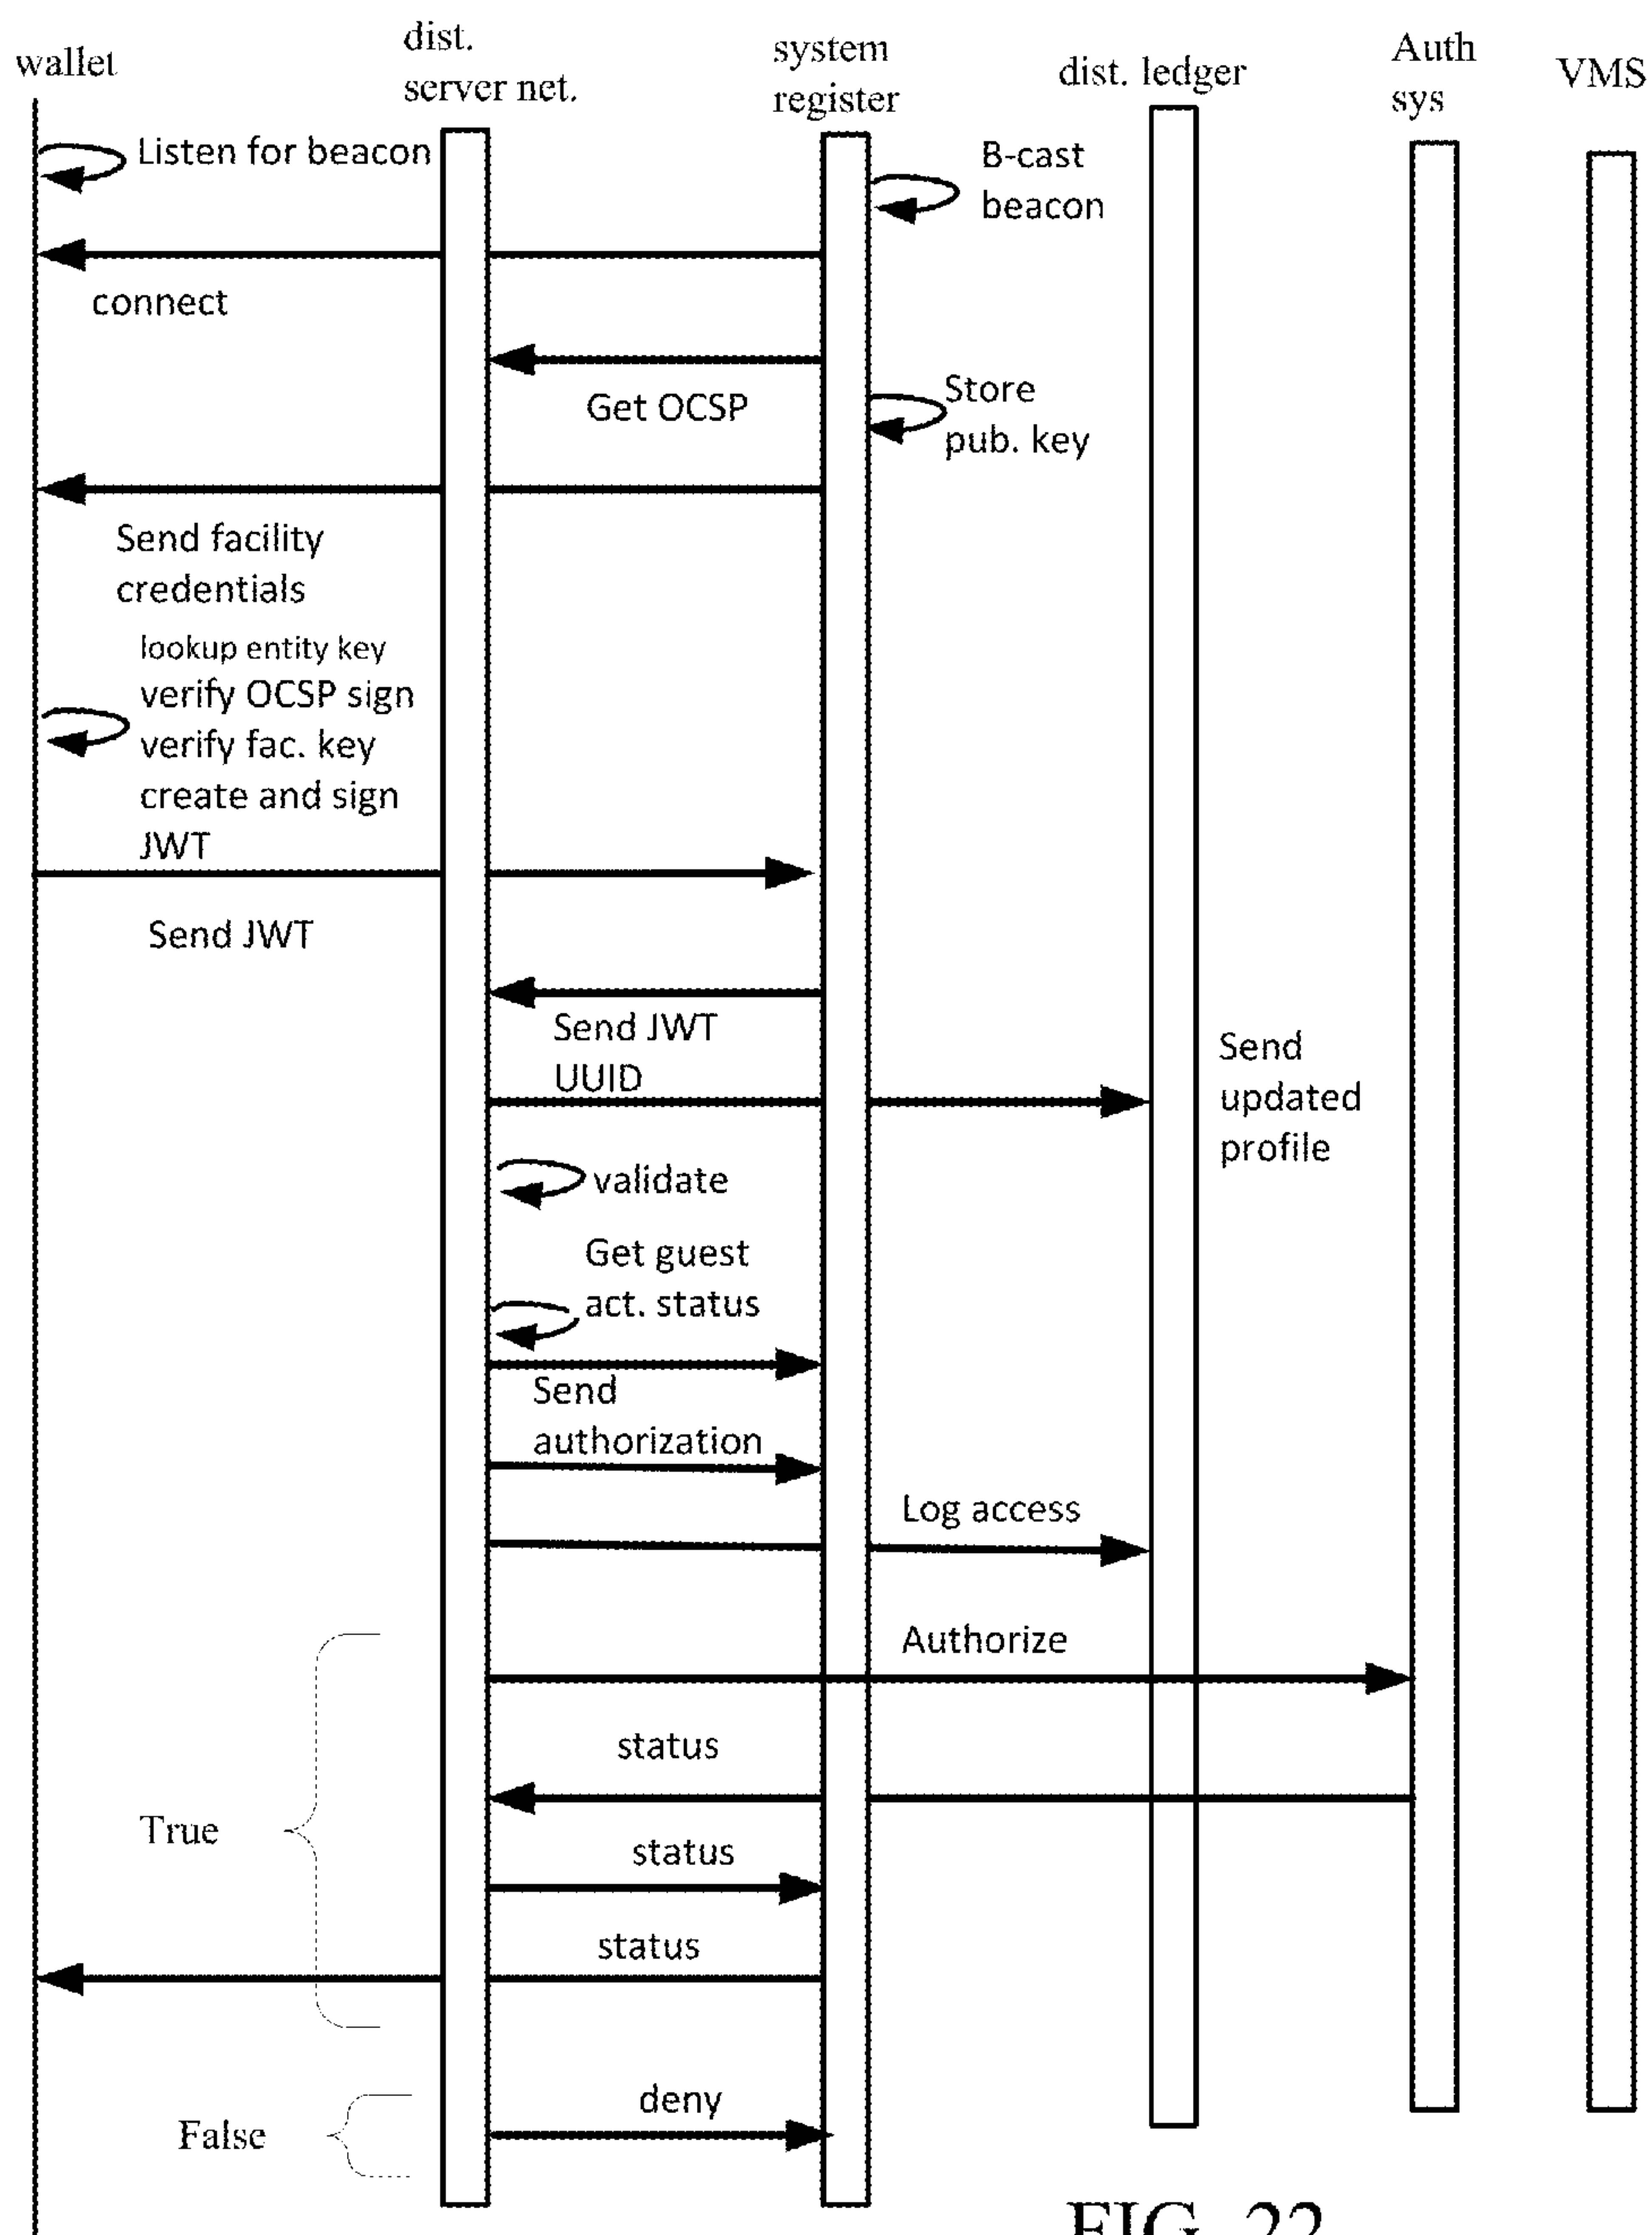 wallet
dist.
server net.
system
register
dist. ledger
Auth
sys
VMS
Listen for beacon
B-cast
beacon
connect
Get OCSP
Store
pub. key
Send facility
credentials
lookup entity key
verify OCSP sign
verify fac. key
create and sign
JWT
Send JWT
Send JWT
UUID
Send
updated
profile
validate
Get guest
act. status
Send
authorization
Log access
Authorize
status
True
status
status
deny
False
FIG. 22